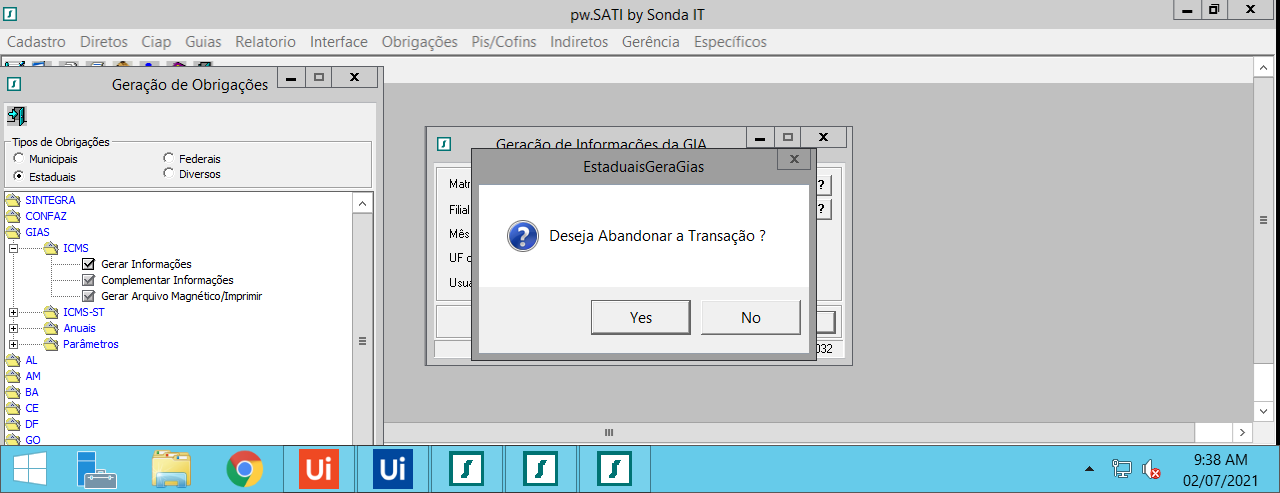 pw.SATI by Sonda IT
Cadastro Diretos Ciap Guias Relatorio Interface Obrigações Pis/Cofins Indiretos Gerência Específicos
Geração de Obrigações
Tipos de Obrigações
Municipais Federais
Estaduais Diversos
SINTEGRA
CONFAZ
GIAS
ICMS
Gerar Informações
Complementar Informações
Gerar Arquivo Magnético/Imprimir
ICMS-ST
Anuais
Parâmetros
AL
AM
BA
CE
DF
GO
Geração de Informações da GIA
Filial
Mês
?
?
032
EstaduaisGeraGias
Deseja Abandonar a Transação ?
Yes No
Ui Ui
9:38 AM
02/07/2021